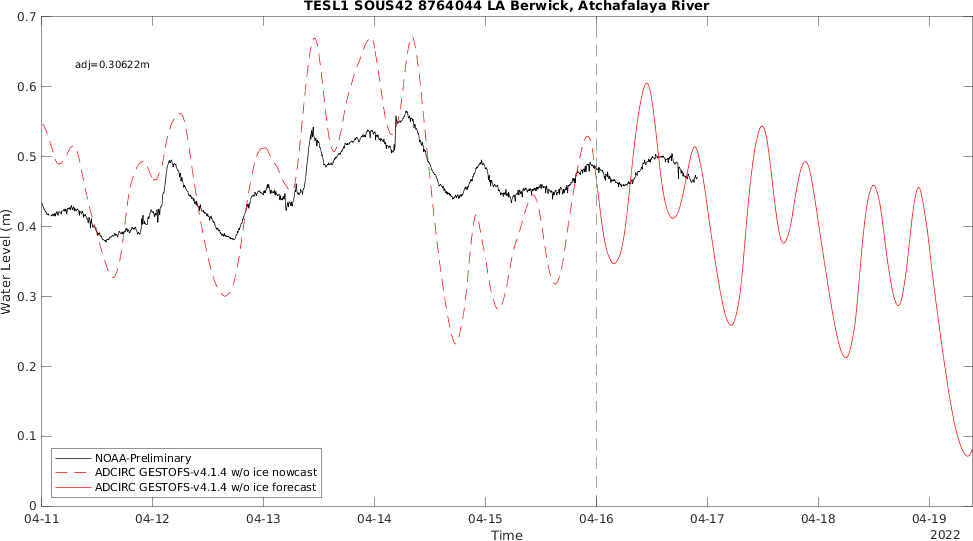 TESL1 SOUS42 8764044 LA Berwick, Atchafalaya River
adj=0.30622m
Water Level (m)
0.7
0.6
0.5
0.4
0.3
0.2
0.1
0
NOAA-Preliminary
ADCIRC GESTOFS-v4.1.4 w/o ice nowcast
ADCIRC GESTOFS-v4.1.4 w/o ice forecast
04-11 04-12 04-13 04-14 04-15 04-16 04-17 04-18 04-19
Time
2022